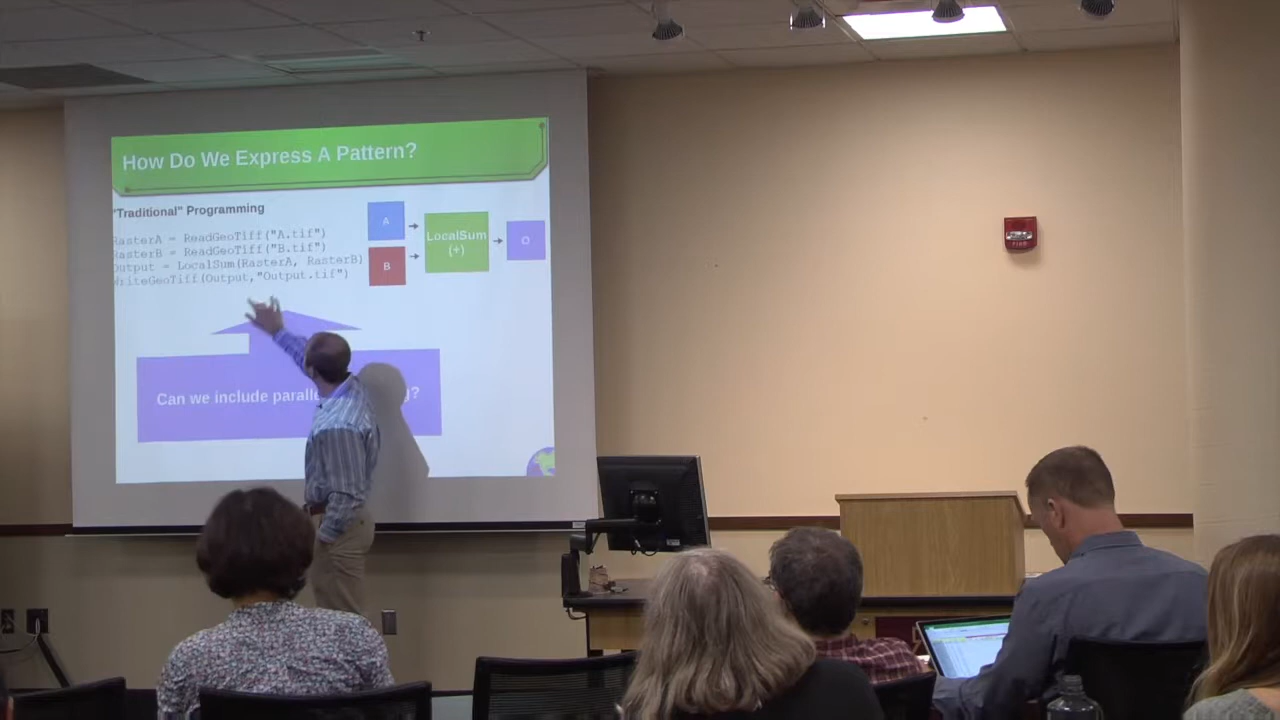 How Do We Express A Pattern?
"Traditional" Programming
RasterA = ReadGeoTiff("A.tif")
RasterB = ReadGeoTiff("B.tif")
Output = LocalSum(RasterA, RasterB)
WriteGeoTiff(Output,"Output.tif")
A
B
LocalSum
(+)
O
Can we include ?
FIRE